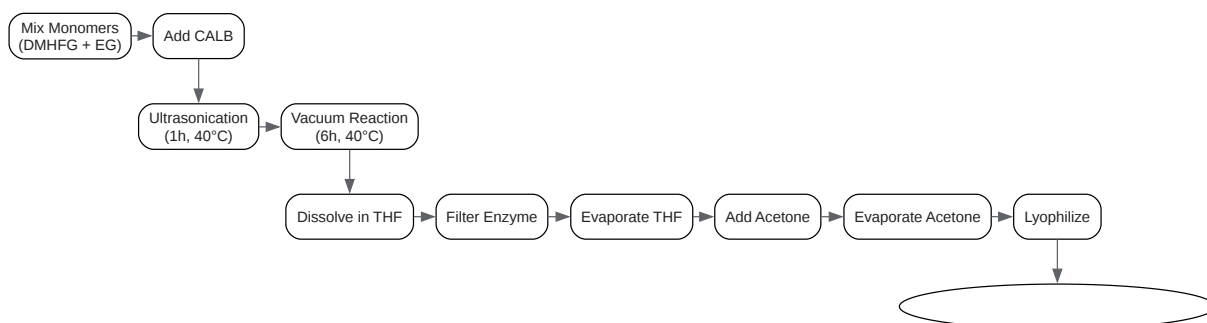 Mix Monomers
(DMHFG + EG)
Add CALB
Ultrasonication
(1h, 40°C)
Vacuum Reaction
(6h, 40°C)
Dissolve in THF
Filter Enzyme
Evaporate THF
Add Acetone
Evaporate Acetone
Lyophilize